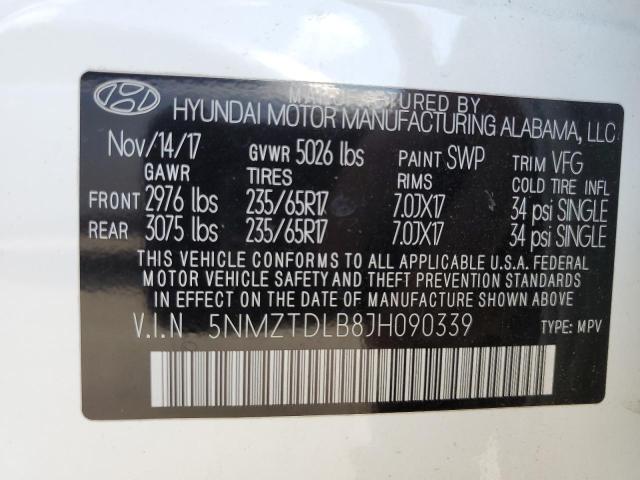 MANUFACTURED BY
HYUNDAI MOTOR MANUFACTURING ALABAMA, LLC
Nov/14/17 GVWR 5026 lbs PAINT SWP TRIM VFG
GAWR TIRES RIMS COLD TIRE INFL
FRONT 2976 lbs 235/65R17 7.0JX17 34 psi SINGLE
REAR 3075 lbs 235/65R17 7.0JX17 34 psi SINGLE
THIS VEHICLE CONFORMS TO ALL APPLICABLE U.S.A. FEDERAL
MOTOR VEHICLE SAFETY AND THEFT PREVENTION STANDARDS
IN EFFECT ON THE DATE OF MANUFACTURE SHOWN ABOVE
V.I.N 5NMZTDLB8JH090339 TYPE: MPV